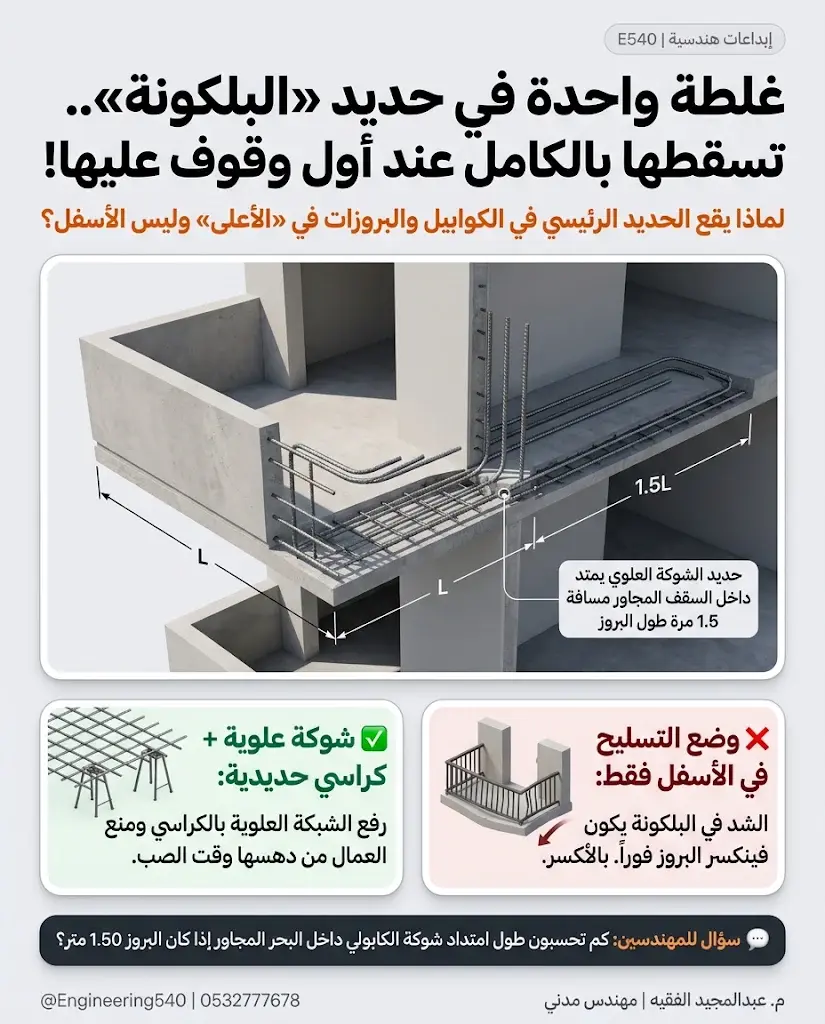 إبداعات هندسية | E540
غلطة واحدة في حديد «البلكونة»..
تسقطها بالكامل عند أول وقوف عليها!
لماذا يقع الحديد الرئيسي في الكوابيل والبروزات في «الأعلى» وليس الأسفل؟
1.5L
L
L
حديد الشوكة العلوي يمتد
داخل السقف المجاور مسافة
1.5 مرة طول البروز
❌ وضع التسليح
في الأسفل فقط:
الشد في البلكونة يكون
فينكسر البروز فوراً. بالأكسر.
✅ شوكة علوية +
كراسي حديدية:
رفع الشبكة العلوية بالكراسي ومنع
العمال من دهسها وقت الصب.
💬 سؤال للمهندسين: كم تحسبون طول امتداد شوكة الكابولي داخل البحر المجاور إذا كان البروز 1.50 متر؟
م. عبدالمجيد الفقيه | مهندس مدني
@Engineering540 | 0532777678